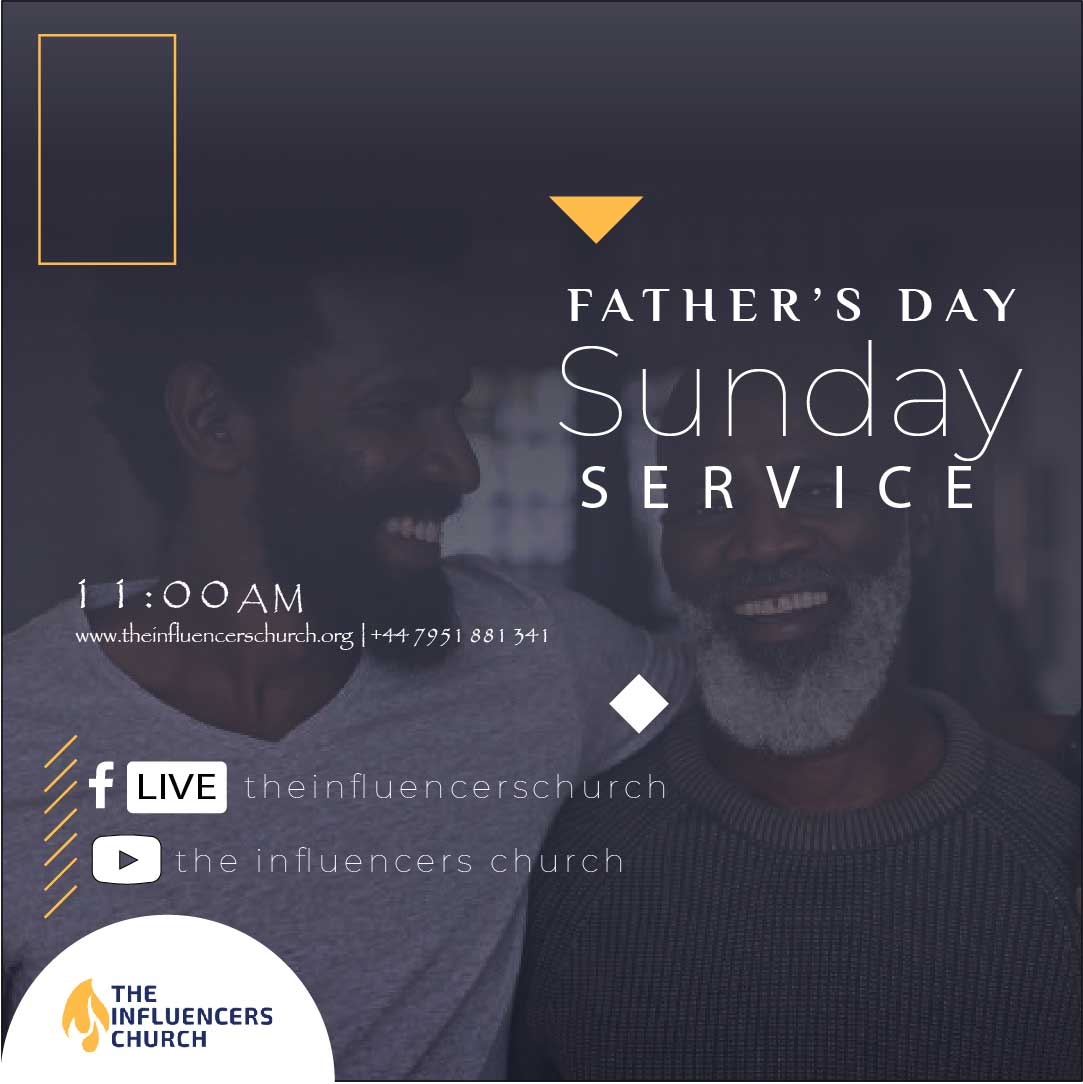 FATHER'S DAY
Sunday
SERVICE
11:00AM
www.theinfluencerschurch.org | +44 7951 881 341
f LIVE theinfluencerschurch
the influencers church
THE
INFLUENCERS
CHURCH